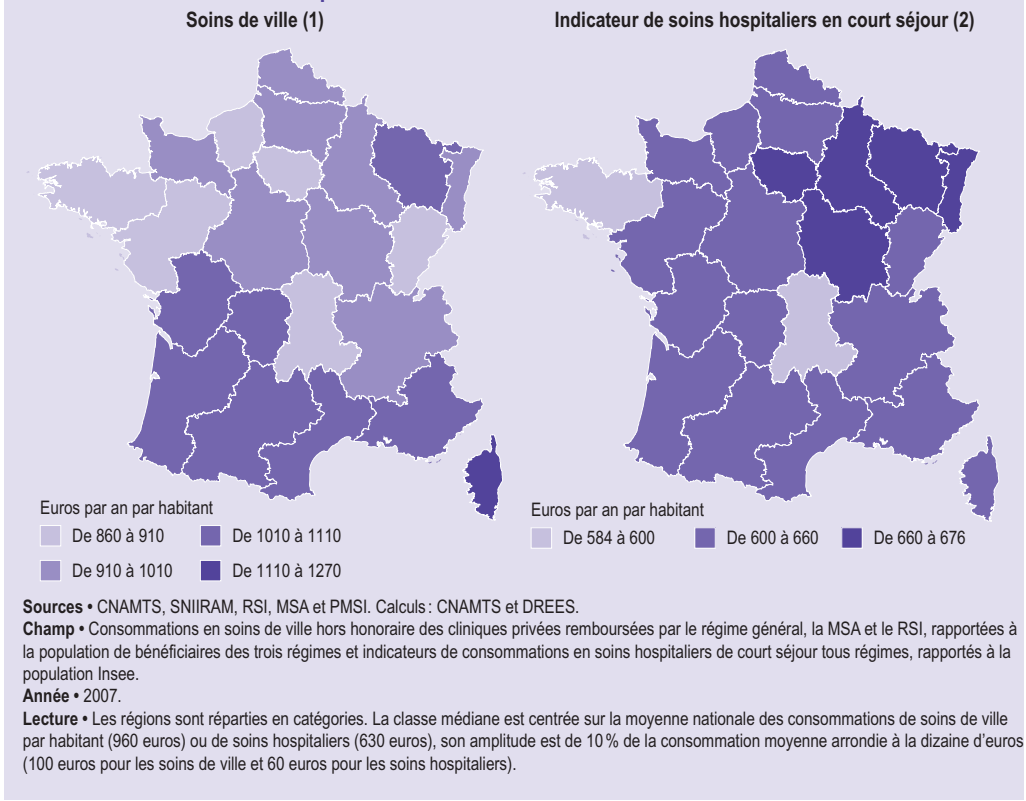 Soins de ville (1)
Indicateur de soins hospitaliers en court séjour (2)
Euros par an par habitant
De 860 à 910
De 1010 à 1110
De 910 à 1010
De 1110 à 1270
Euros par an par habitant
De 584 à 600
De 600 à 660
De 660 à 676
Sources • CNAMTS, SNIIRAM, RSI, MSA et PMSI. Calculs : CNAMTS et DREES.
Champ • Consommations en soins de ville hors honoraire des cliniques privées remboursées par le régime général, la MSA et le RSI, rapportées à
la population de bénéficiaires des trois régimes et indicateurs de consommations en soins hospitaliers de court séjour tous régimes, rapportés à la
population Insee.
Année • 2007.
Lecture • Les régions sont réparties en catégories. La classe médiane est centrée sur la moyenne nationale des consommations de soins de ville
par habitant (960 euros) ou de soins hospitaliers (630 euros), son amplitude est de 10 % de la consommation moyenne arrondie à la dizaine d'euros
(100 euros pour les soins de ville et 60 euros pour les soins hospitaliers).